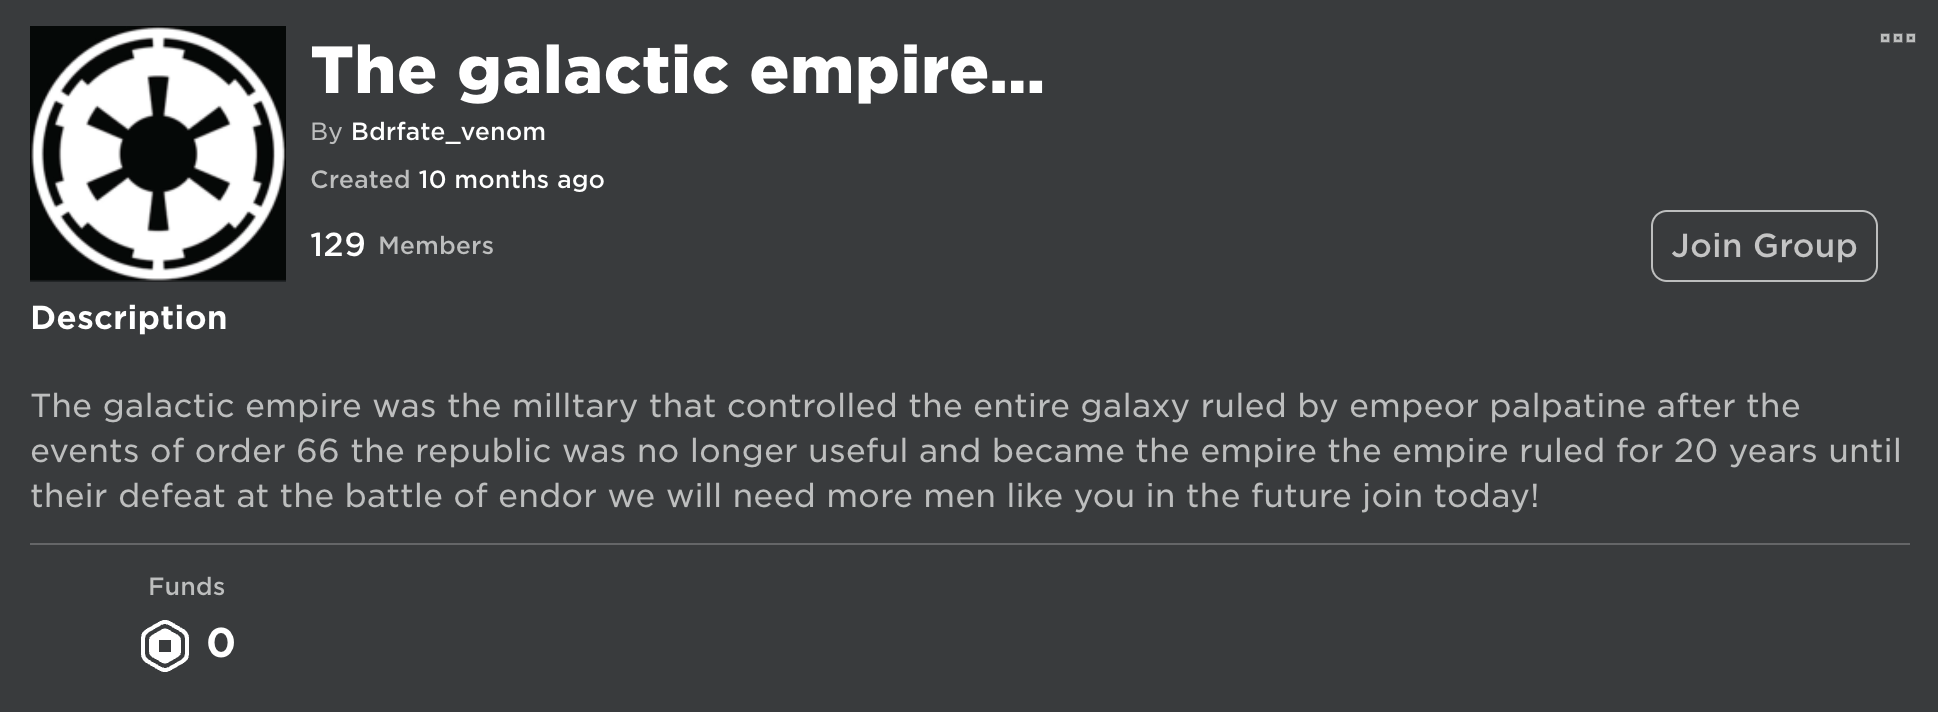 The galactic empire...
By Bdrfate_venom
Created 10 months ago
129 Members
Join Group
Description
The galactic empire was the milltary that controlled the entire galaxy ruled by empeor palpatine after the
events of order 66 the republic was no longer useful and became the empire the empire ruled for 20 years until
their defeat at the battle of endor we will need more men like you in the future join today!
Funds
0